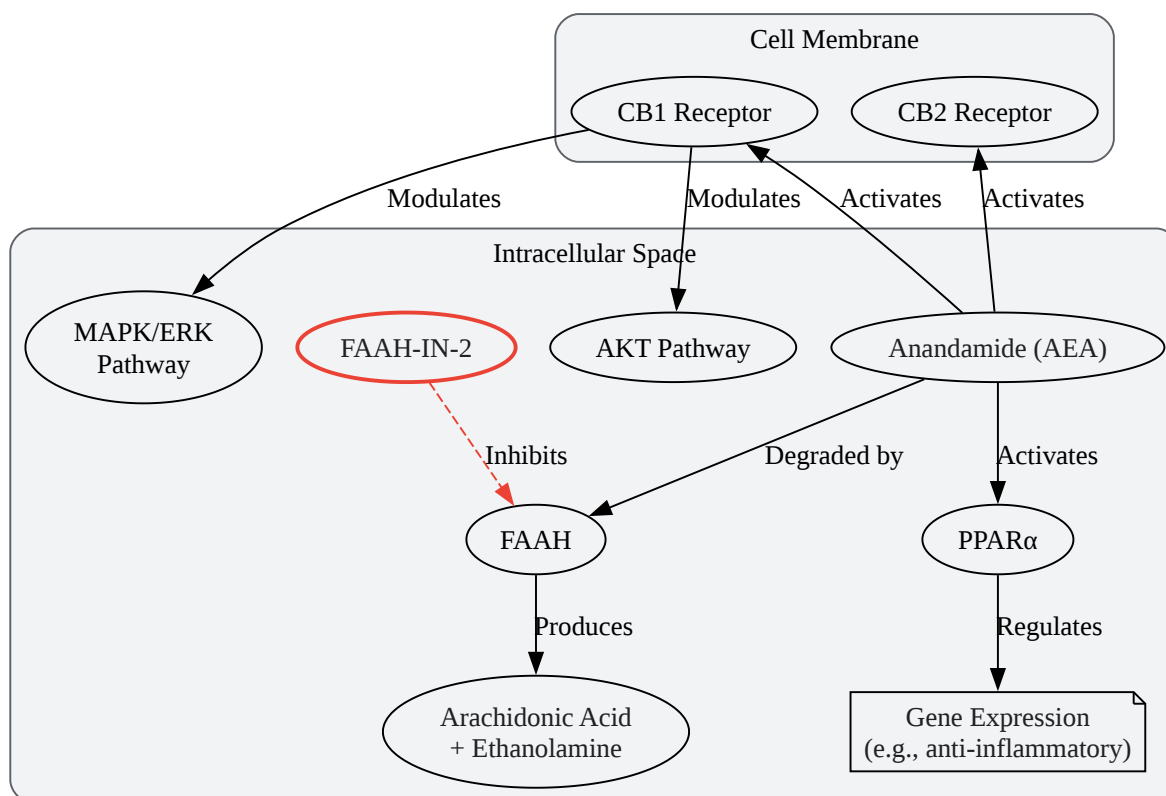 Cell Membrane
CB1 Receptor
CB2 Receptor
Modulates
Modulates
Activates
Activates
Intracellular Space
MAPK/ERK
Pathway
FAAH-IN-2
AKT Pathway
Anandamide (AEA)
Inhibits
Degraded by
Activates
FAAH
PPARα
Produces
Regulates
Arachidonic Acid
+ Ethanolamine
Gene Expression
(e.g., anti-inflammatory)